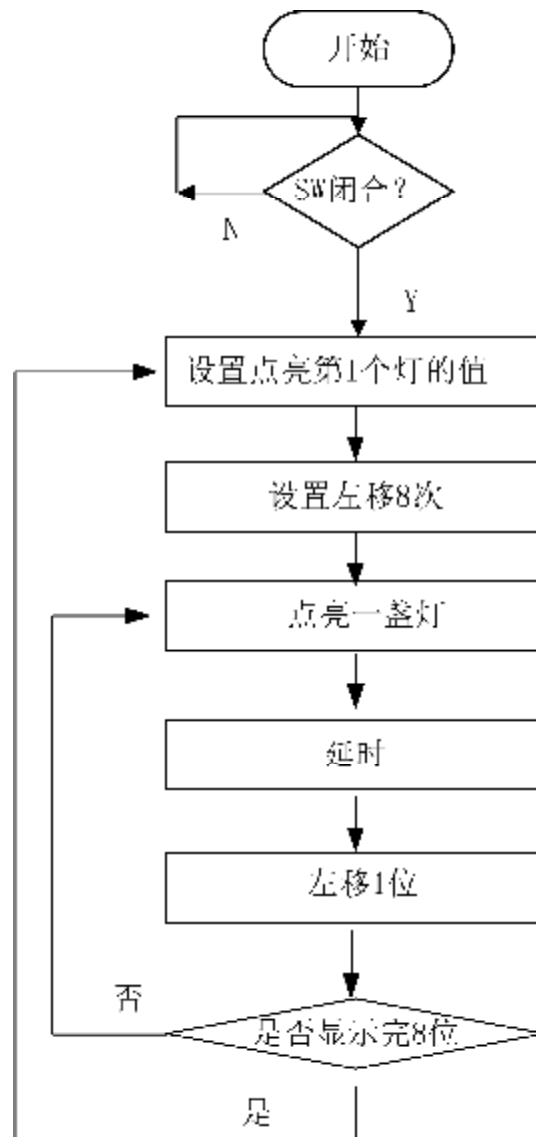 开始
SW闭合?
N
Y
设置点亮第1个灯的值
设置左移8次
点亮一盏灯
延时
左移1位
否
是否显示完8位
是